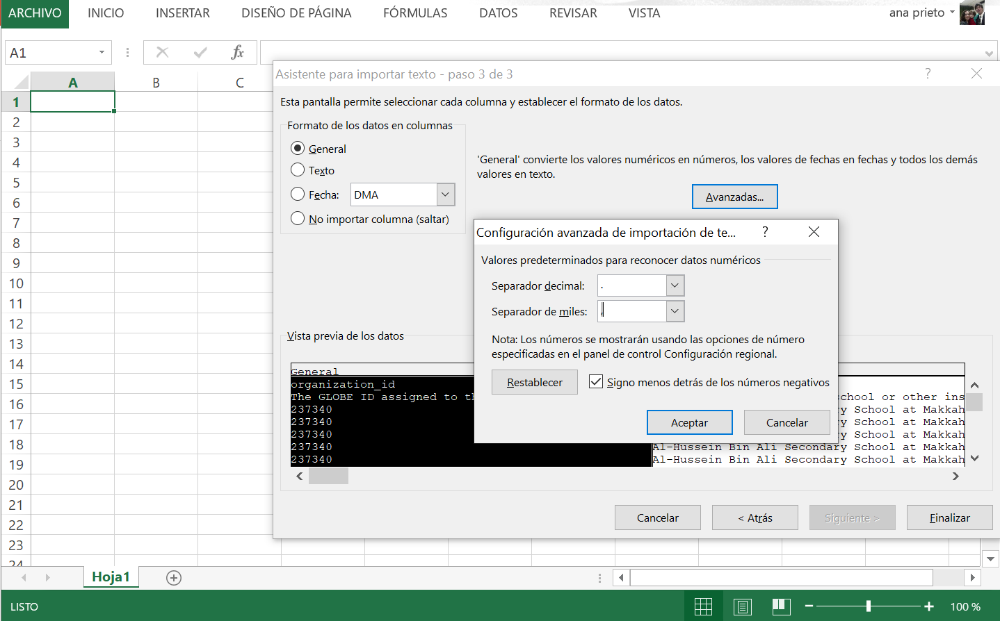 ARCHIVO INICIO INSERTAR DISEÑO DE PÁGINA FÓRMULAS DATOS REVISAR VISTA ana prieto
A1 fx
A B C
1
2
3
4
5
6
7
8
9
10
11
12
13
14
15
16
17
18
19
20
21
22
23
24
Asistente para importar texto - paso 3 de 3 ?
Esta pantalla permite seleccionar cada columna y establecer el formato de los datos.
Formato de los datos en columnas
General
Texto
Fecha: DMA
No importar columna (saltar)
'General' convierte los valores numéricos en números, los valores de fechas en fechas y todos los demás
valores en texto.
Avanzadas...
Configuración avanzada de importación de te... ?
Valores predeterminados para reconocer datos numéricos
Separador decimal: .
Separador de miles: ,
Nota: Los números se mostrarán usando las opciones de número
especificadas en el panel de control Configuración regional.
Restablecer Signo menos detrás de los números negativos
Aceptar Cancelar
Vista previa de los datos
General
organization_id
The GLOBE ID assigned to th school or other ins
237340 ry School at Makkah
237340 ry School at Makkah
237340 ry School at Makkah
237340 Al-Hussein Bin Ali Secondary School at Makkah
237340 Al-Hussein Bin Ali Secondary School at Makkah
Cancelar < Atrás Siguiente > Finalizar
Hoja1
LISTO 100 %